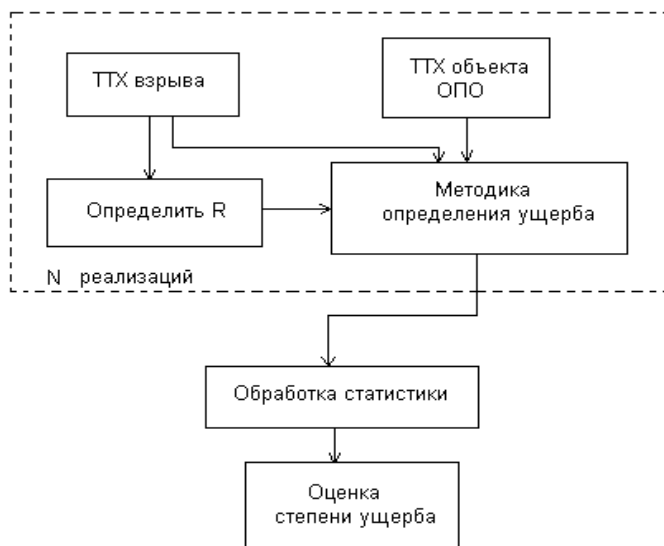 ТТХ взрыва
ТТХ объекта
ОПО
Определить R
Методика
определения ущерба
N реализаций
Обработка статистики
Оценка
степени ущерба